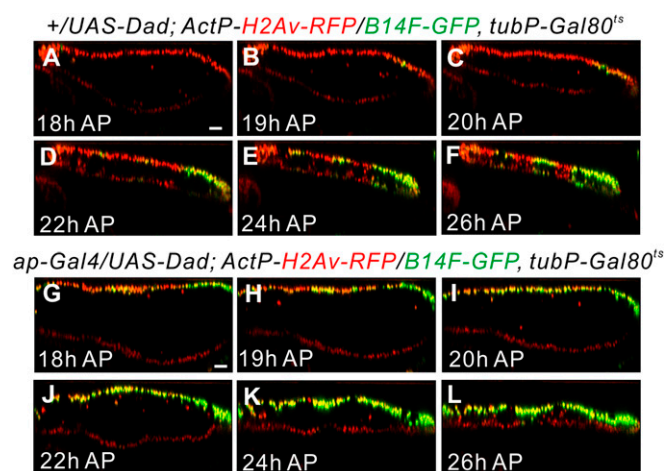 +/UAS-Dad; ActP-H2Av-RFP/B14F-GFP, tubP-Gal80ts
A B C
18h AP 19h AP 20h AP
D E F
22h AP 24h AP 26h AP
ap-Gal4/UAS-Dad; ActP-H2Av-RFP/B14F-GFP, tubP-Gal80ts
G H I
18h AP 19h AP 20h AP
J K L
22h AP 24h AP 26h AP